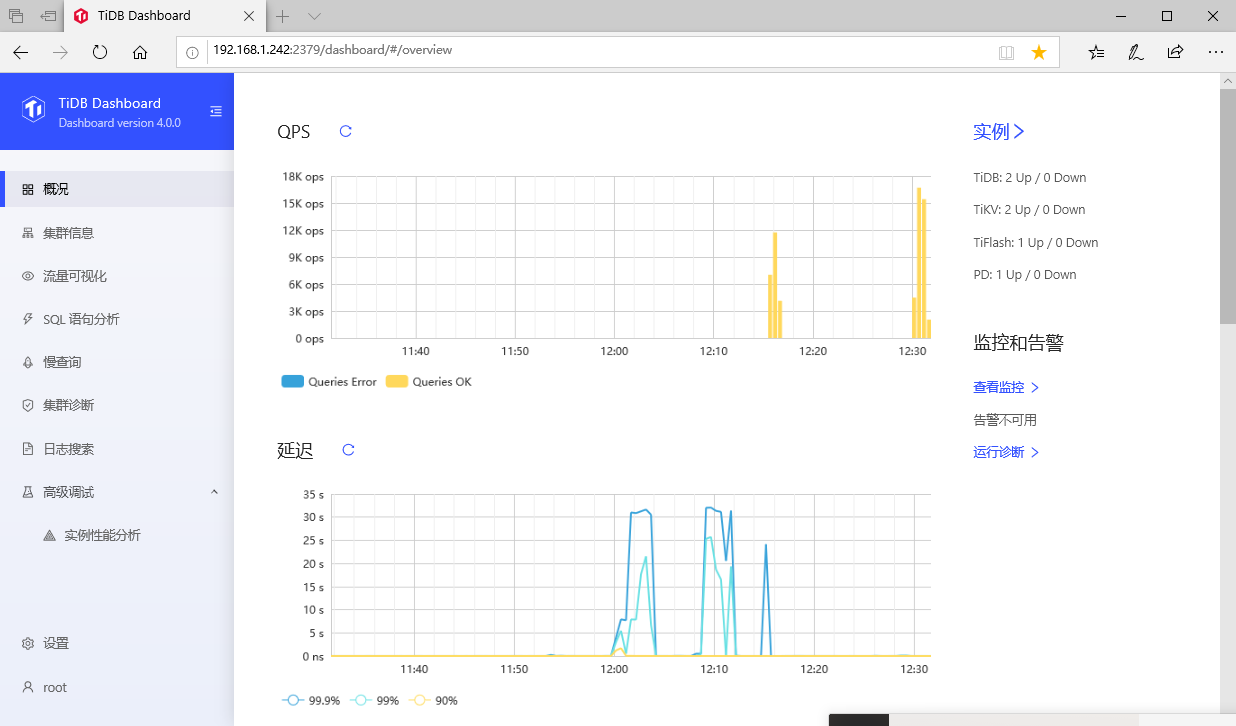 TiDB Dashboard
192.168.1.242:2379/dashboard/#/overview
TiDB Dashboard
Dashboard version 4.0.0
概况
集群信息
流量可视化
SQL 语句分析
慢查询
集群诊断
日志搜索
高级调试
实例性能分析
设置
root
QPS
18K ops
15K ops
12K ops
9K ops
6K ops
3K ops
0 ops
11:40 11:50 12:00 12:10 12:20 12:30
Queries Error Queries OK
延迟
35 s
30 s
25 s
20 s
15 s
10 s
5 s
0 ns
11:40 11:50 12:00 12:10 12:20 12:30
99.9% 99% 90%
实例
TiDB: 2 Up / 0 Down
TiKV: 2 Up / 0 Down
TiFlash: 1 Up / 0 Down
PD: 1 Up / 0 Down
监控和告警
查看监控
告警不可用
运行诊断